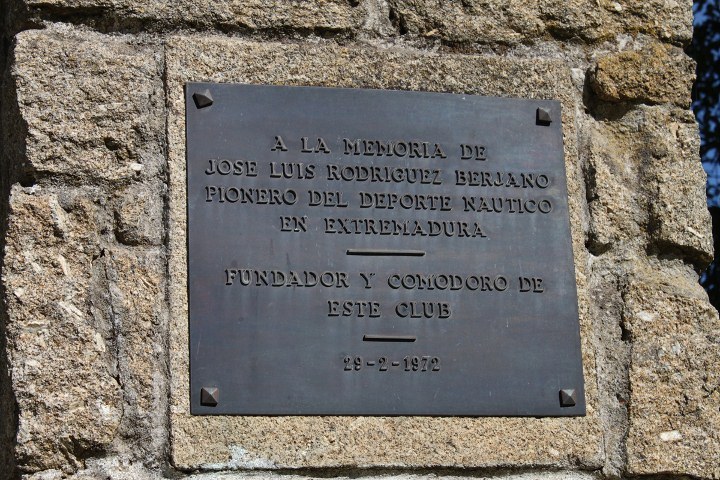 A LA MEMORIA DE
JOSE LUIS RODRIGUEZ BERJANO
PIONERO DEL DEPORTE NAUTICO
EN EXTREMADURA
FUNDADOR Y COMODORO DE
ESTE CLUB
29-2-1972